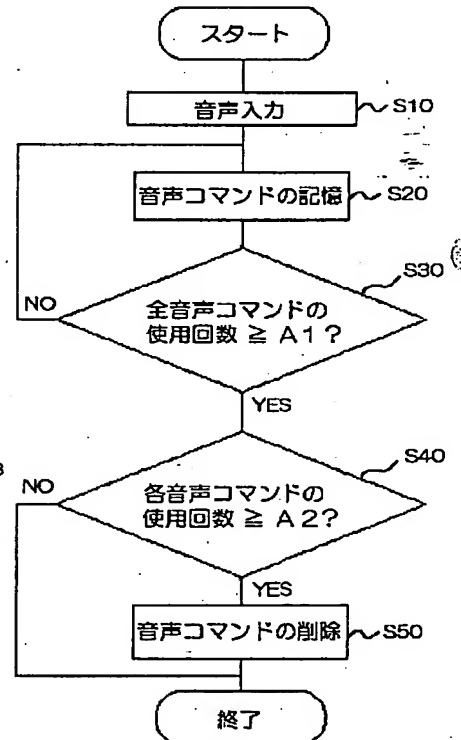 スタート
音声入力
S10
音声コマンドの記憶
S20
S30
全音声コマンドの
使用回数 ≧ A1?
NO
YES
S40
各音声コマンドの
使用回数 ≧ A2?
NO
YES
音声コマンドの削除
S50
終了